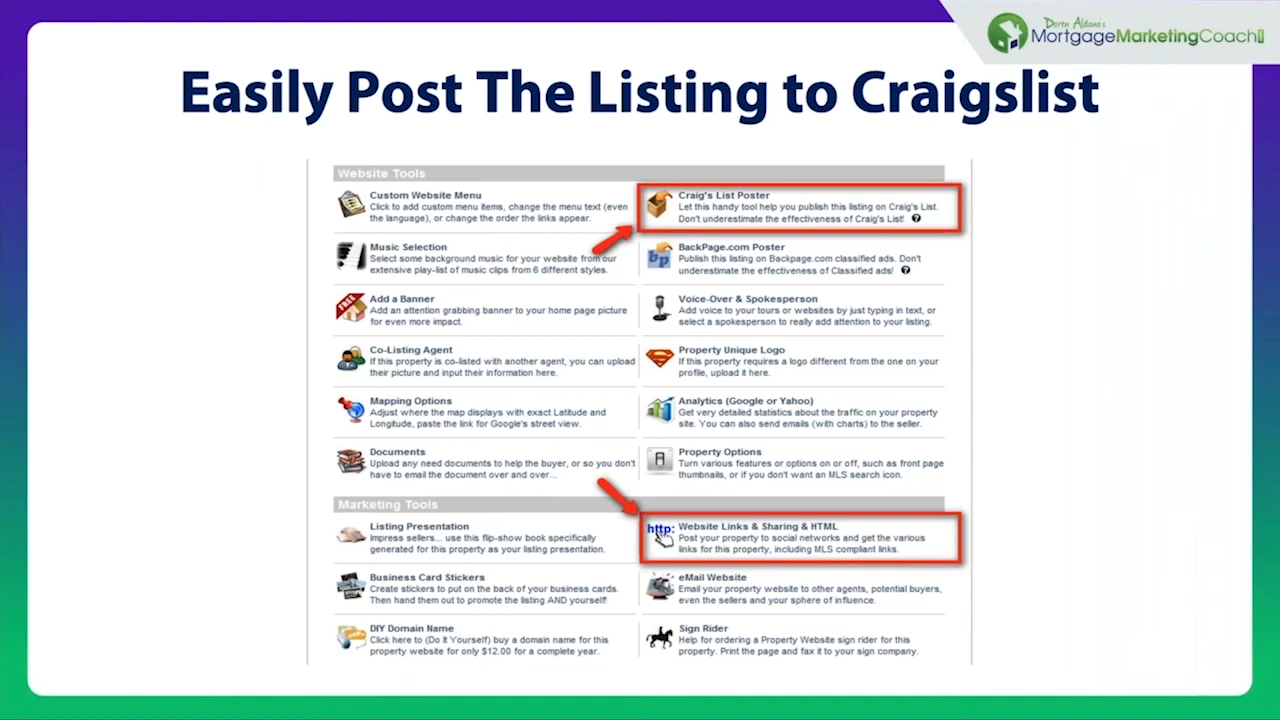 Doren Aldana's
MortgageMarketingCoach
Easily Post The Listing to Craigslist
Website Tools
Custom Website Menu
Click to add custom menu items, change the menu text (even
the language), or change the order the links appear.
Craig's List Poster
Let this handy tool help you publish this listing on Craig's List.
Don't underestimate the effectiveness of Craig's List!
Music Selection
Select some background music for your website from our
extensive play-list of music clips from 6 different styles.
bp
BackPage.com Poster
Publish this listing on Backpage.com classified ads. Don't
underestimate the effectiveness of Classified ads!
FREE
Add a Banner
Add an attention grabbing banner to your home page picture
for even more impact.
Voice-Over & Spokesperson
Add voice to your tours or websites by just typing in text, or
select a spokesperson to really add attention to your listing.
Co-Listing Agent
If this property is co-listed with another agent, you can upload
their picture and input their information here.
Property Unique Logo
If this property requires a logo different from the one on your
profile, upload it here.
Mapping Options
Adjust where the map displays with exact Latitude and
Longitude, paste the link for Google's street view.
Analytics (Google or Yahoo)
Get very detailed statistics about the traffic on your property
site. You can also send emails (with charts) to the seller.
Documents
Upload any need documents to help the buyer, or so you don't
have to email the document over and over...
Property Options
Turn various features or options on or off, such as front page
thumbnails, or if you don't want an MLS search icon.
Marketing Tools
Listing Presentation
Impress sellers... use this flip-show book specifically
generated for this property as your listing presentation.
http:
Website Links & Sharing & HTML
Post your property to social networks and get the various
links for this property, including MLS compliant links.
Business Card Stickers
Create stickers to put on the back of your business cards.
Then hand them out to promote the listing AND yourself!
eMail Website
Email your property website to other agents, potential buyers,
even the sellers and your sphere of influence.
DIY Domain Name
Click here to (Do It Yourself) buy a domain name for this
property website for only $12.00 for a complete year.
Sign Rider
Help for ordering a Property Website sign rider for this
property. Print the page and fax it to your sign company.